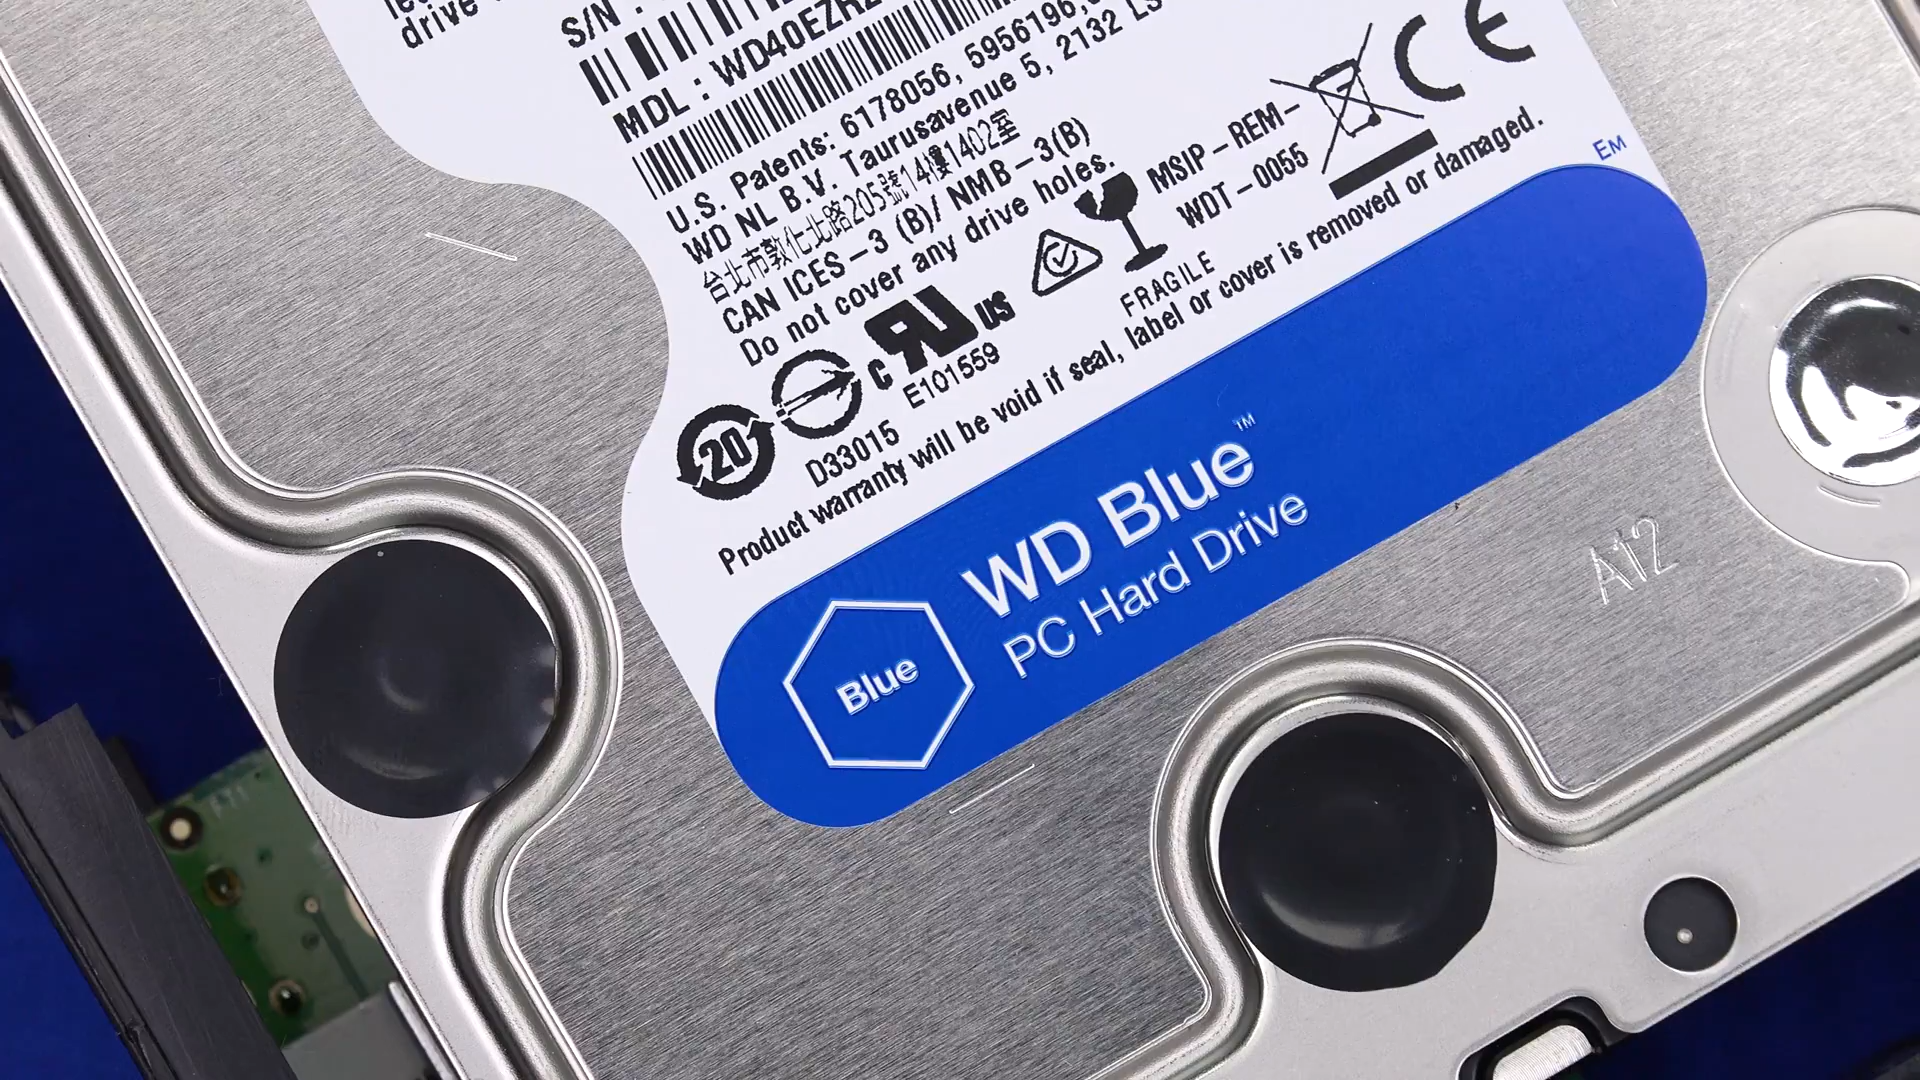 drive
S/N :
MDL : WD40EZRZ
U.S. Patents: 6178056, 5956196,
WD NL B.V. Taurusavenue 5, 2132 LS
台北市敦化北路205號14樓1402室
CAN ICES-3 (B)/ NMB-3(B)
Do not cover any drive holes.
MSIP-REM-
WDT-0055
CE
FRAGILE
20
c RU US
E101559
D33015
Product warranty will be void if seal, label or cover is removed or damaged.
EM
WD Blue™
PC Hard Drive
Blue
A12